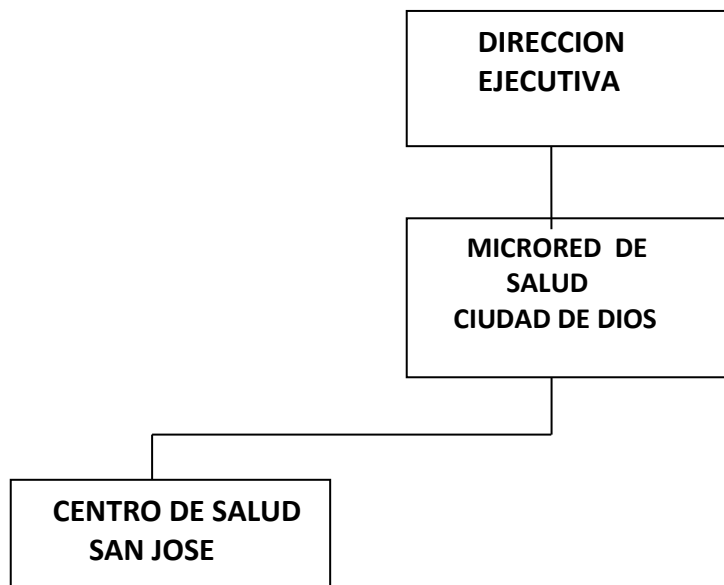 DIRECCION
EJECUTIVA
MICRORED DE
SALUD
CIUDAD DE DIOS
CENTRO DE SALUD
SAN JOSE